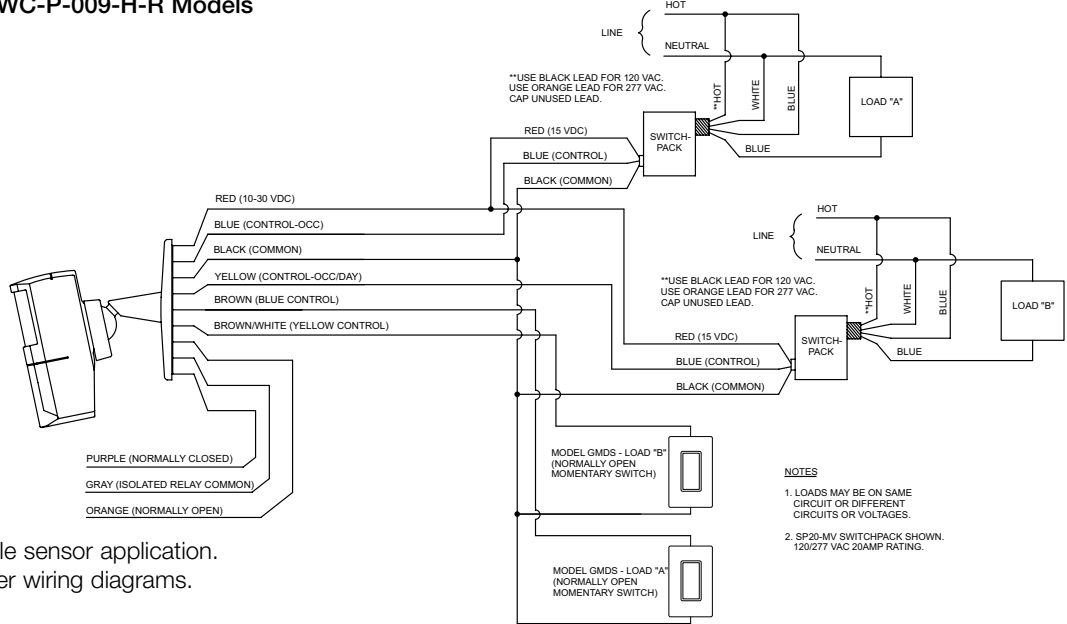 WC-P-009-H-R Models
HOT
LINE
NEUTRAL
**USE BLACK LEAD FOR 120 VAC.
USE ORANGE LEAD FOR 277 VAC.
CAP UNUSED LEAD.
**HOT
WHITE
BLUE
LOAD "A"
RED (15 VDC)
SWITCH-
PACK
BLUE
BLUE (CONTROL)
BLACK (COMMON)
RED (10-30 VDC)
BLUE (CONTROL-OCC)
BLACK (COMMON)
YELLOW (CONTROL-OCC/DAY)
BROWN (BLUE CONTROL)
BROWN/WHITE (YELLOW CONTROL)
HOT
LINE
NEUTRAL
**USE BLACK LEAD FOR 120 VAC.
USE ORANGE LEAD FOR 277 VAC.
CAP UNUSED LEAD.
**HOT
WHITE
BLUE
LOAD "B"
RED (15 VDC)
SWITCH-
PACK
BLUE
BLUE (CONTROL)
BLACK (COMMON)
PURPLE (NORMALLY CLOSED)
GRAY (ISOLATED RELAY COMMON)
ORANGE (NORMALLY OPEN)
MODEL GMDS - LOAD "B"
(NORMALLY OPEN
MOMENTARY SWITCH)
NOTES
1. LOADS MAY BE ON SAME
CIRCUIT OR DIFFERENT
CIRCUITS OR VOLTAGES.
2. SP20-MV SWITCHPACK SHOWN.
120/277 VAC 20AMP RATING.
le sensor application.
er wiring diagrams.
MODEL GMDS - LOAD "A"
(NORMALLY OPEN
MOMENTARY SWITCH)